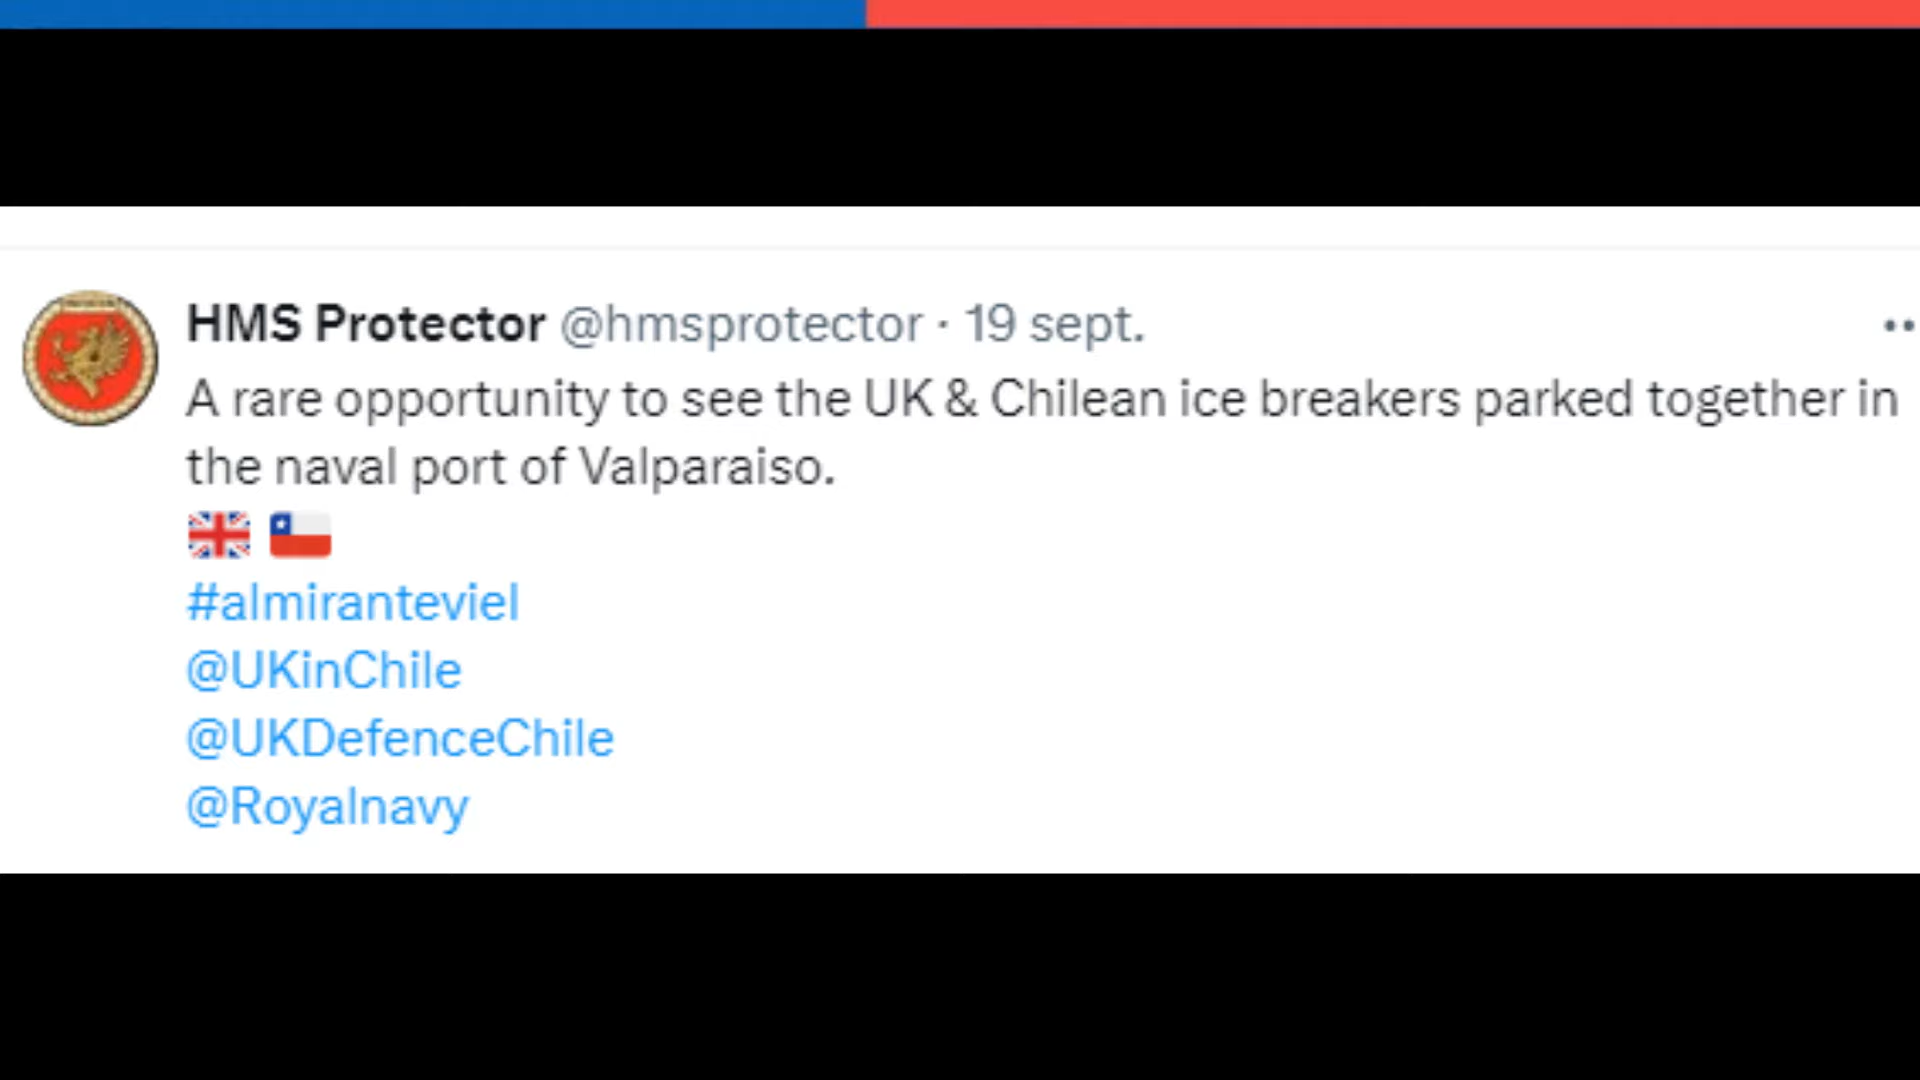 HMS Protector @hmsprotector · 19 sept.
A rare opportunity to see the UK & Chilean ice breakers parked together in
the naval port of Valparaiso.
🇬🇧 🇨🇱
#almiranteviel
@UKinChile
@UKDefenceChile
@Royalnavy